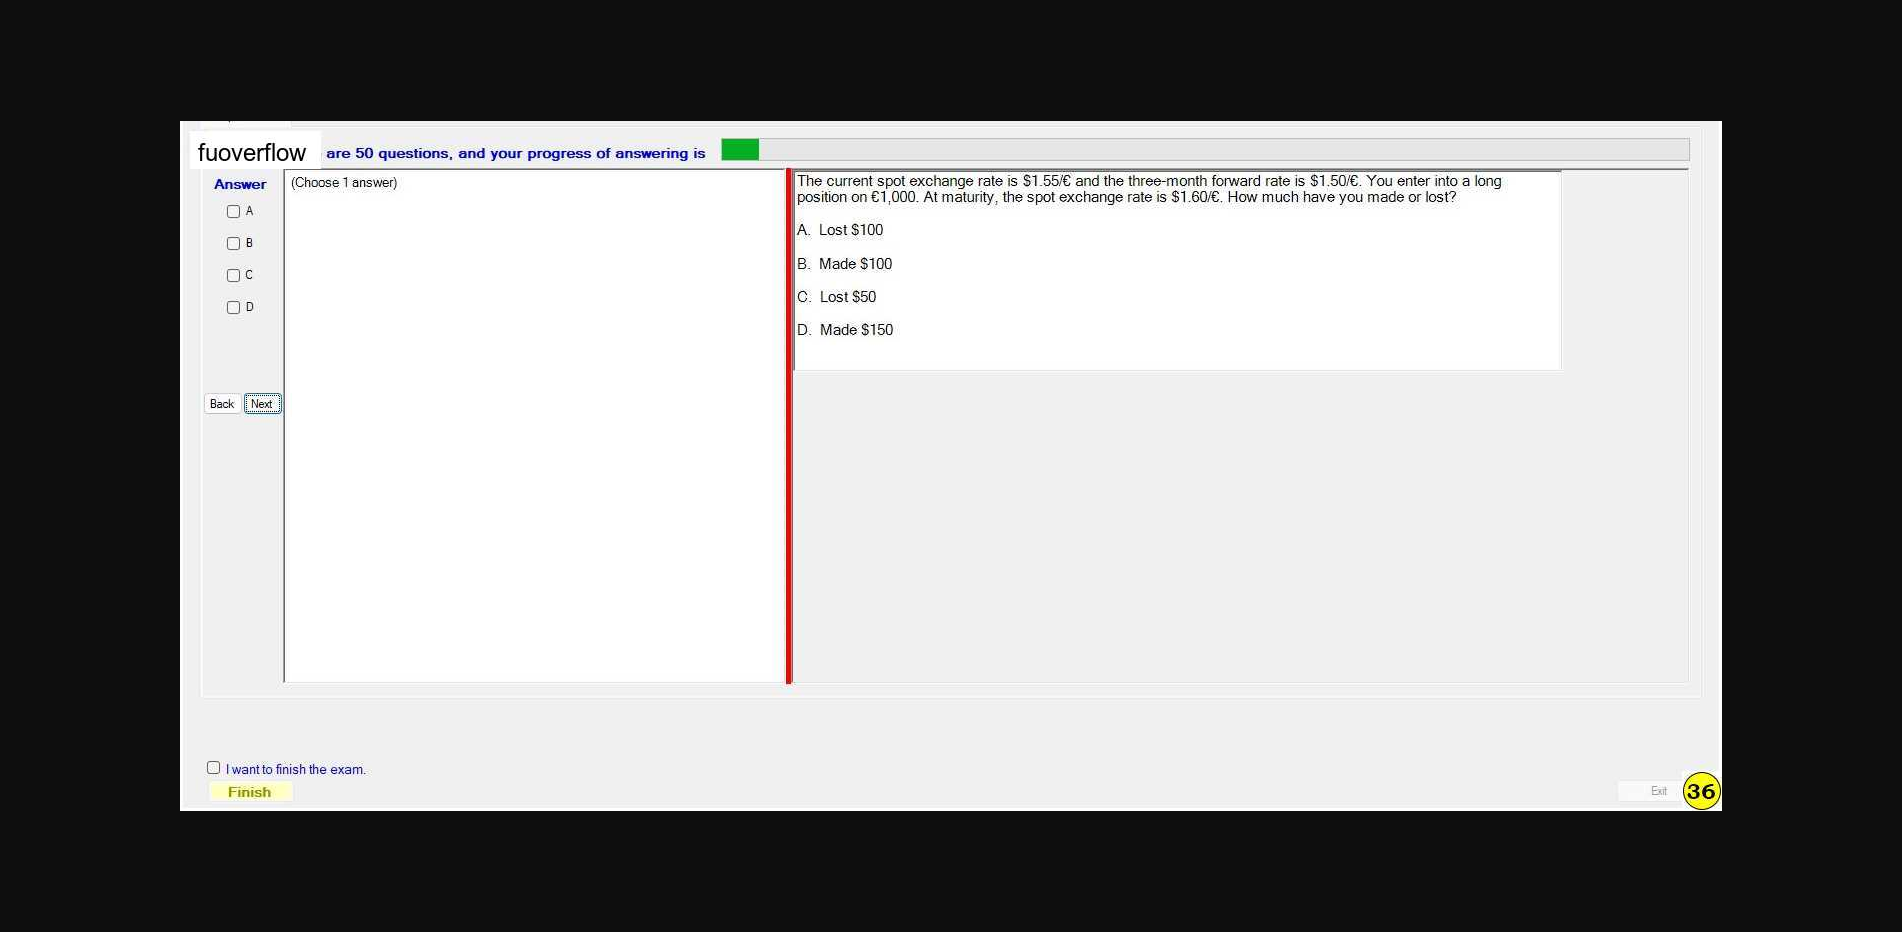 fuoverflow are 50 questions, and your progress of answering is
Answer
A
B
C
D
Back Next
(Choose 1 answer)
The current spot exchange rate is $1.55/€ and the three-month forward rate is $1.50/€. You enter into a long
position on €1,000. At maturity, the spot exchange rate is $1.60/€. How much have you made or lost?
A. Lost $100
B. Made $100
C. Lost $50
D. Made $150
I want to finish the exam.
Finish
Exit
36